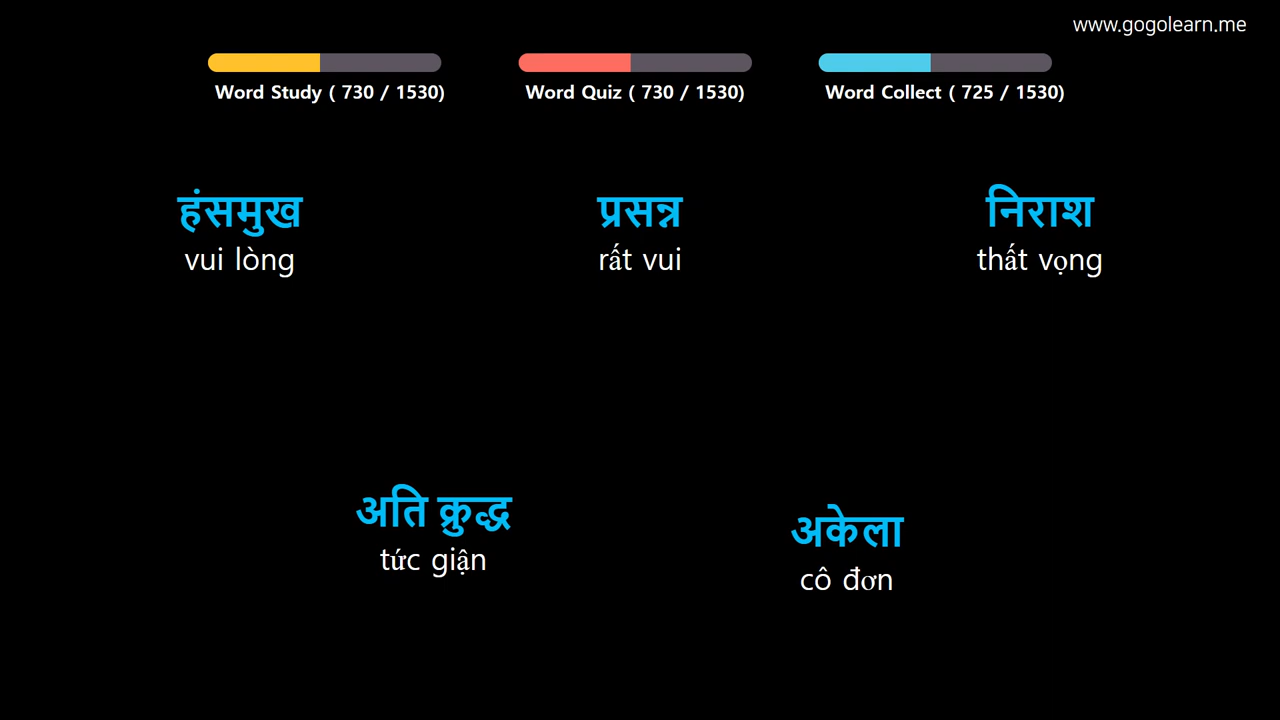 www.gogolearn.me
Word Study ( 730 / 1530)
Word Quiz ( 730 / 1530)
Word Collect ( 725 / 1530)
हंसमुख
vui lòng
प्रसन्न
rất vui
निराश
thất vọng
अति क्रुद्ध
tức giận
अकेला
cô đơn